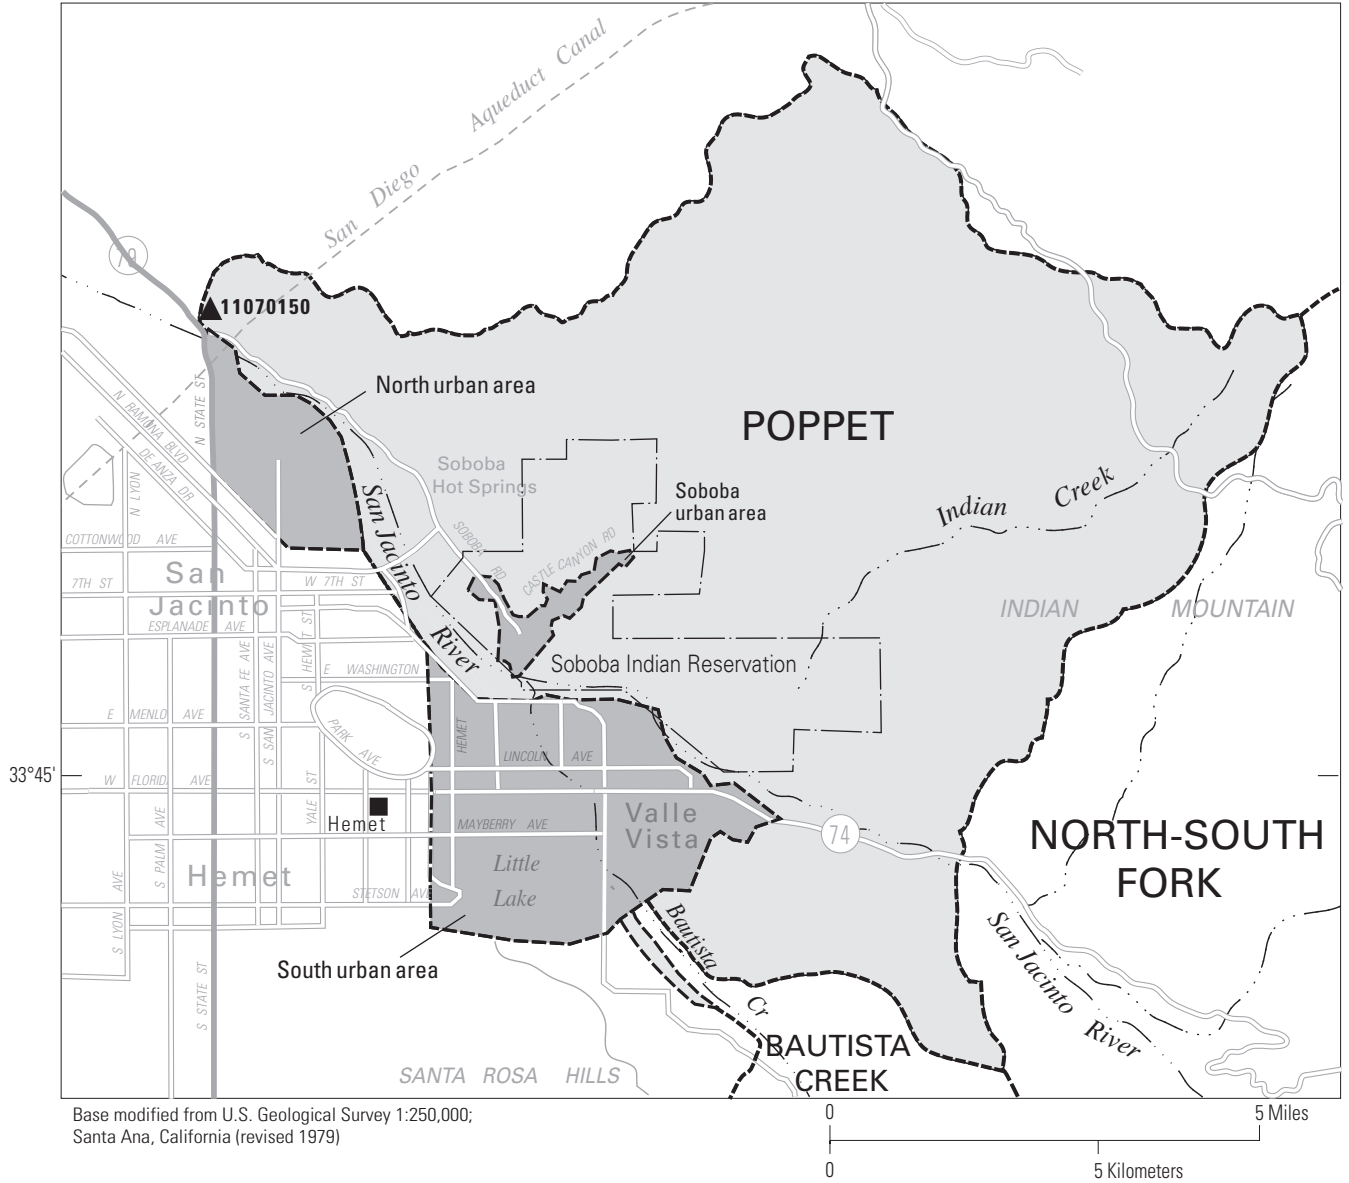 San Diego Aqueduct Canal
79
11070150
N STATE ST
North urban area
N RAMONA BLVD
DE ANZA DR
POPPET
Soboba
Hot Springs
N LYON
San Jacinto
River
Soboba
urban area
Indian Creek
SOBOBA RD
CASTLE CANYON RD
COTTONWOOD AVE
San
Jacinto
7TH ST
W 7TH ST
ESPLANADE AVE
INDIAN MOUNTAIN
S SANTA FE AVE
S SAN JACINTO AVE
S HEWIT ST
E WASHINGTON
Soboba Indian Reservation
E MENLO AVE
PARK AVE
HEMET
LINCOLN AVE
33°45'
W FLORID. AVE
YALE ST
Hemet
MAYBERRY AVE
Valle
Vista
74
NORTH-SOUTH
FORK
S PALM AVE
Hemet
Little
Lake
STETSON AVE
S LYON AVE
Bautista Cr
San Jacinto River
South urban area
S STATE ST
BAUTISTA
CREEK
SANTA ROSA HILLS
Base modified from U.S. Geological Survey 1:250,000;
Santa Ana, California (revised 1979)
0 5 Miles
0 5 Kilometers